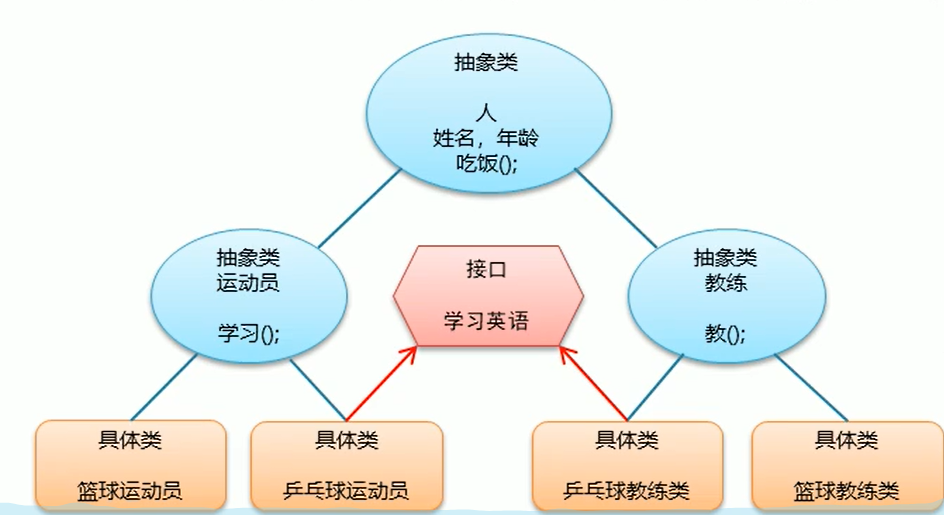 抽象类
人
姓名，年龄
吃饭();
抽象类
运动员
学习();
接口
学习英语
抽象类
教练
教();
具体类
篮球运动员
具体类
乒乓球运动员
具体类
乒乓球教练类
具体类
篮球教练类